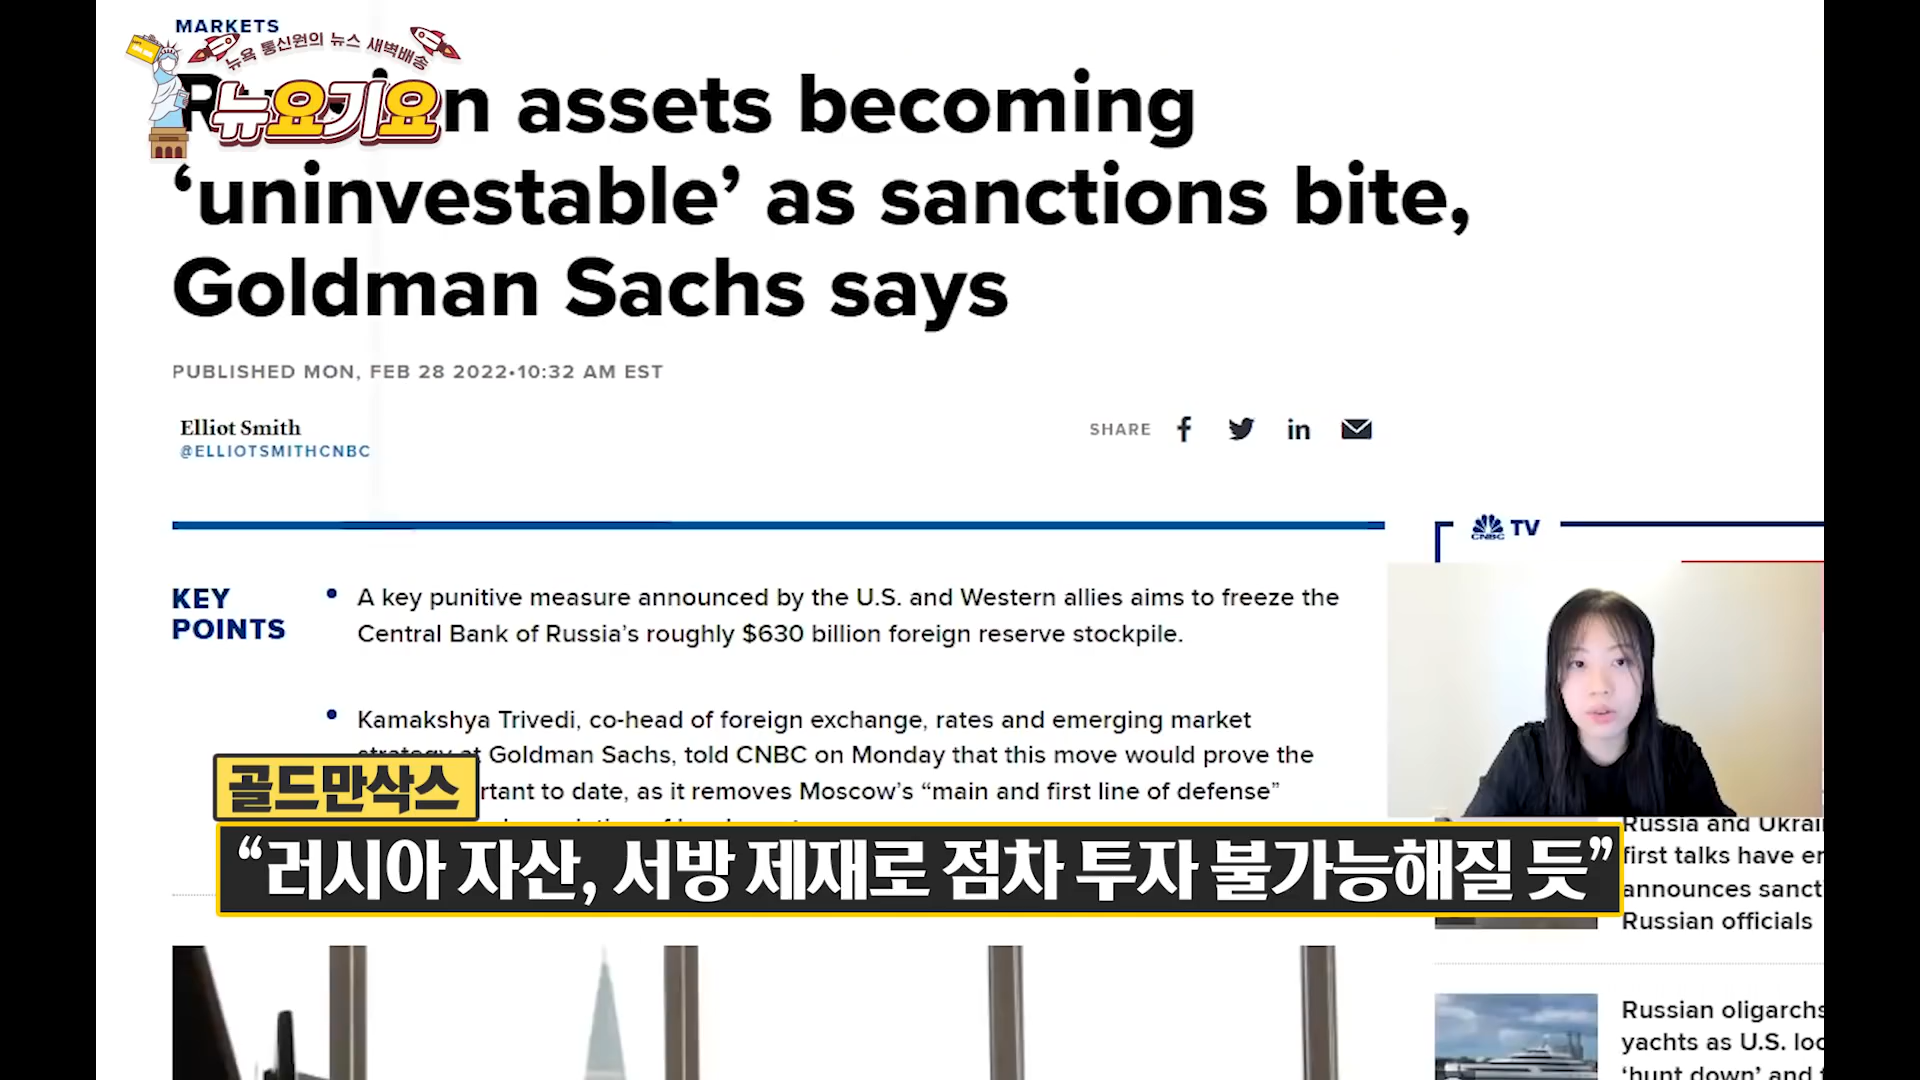 MARKETS
뉴욕 통신원의 뉴스 새벽배송
뉴요기요
n assets becoming
‘uninvestable’ as sanctions bite,
Goldman Sachs says
PUBLISHED MON, FEB 28 2022•10:32 AM EST
Elliot Smith
@ELLIOTSMITHCNBC
SHARE
KEY
POINTS
• A key punitive measure announced by the U.S. and Western allies aims to freeze the
Central Bank of Russia’s roughly $630 billion foreign reserve stockpile.
• Kamakshya Trivedi, co-head of foreign exchange, rates and emerging market
strategy at Goldman Sachs, told CNBC on Monday that this move would prove the
rtant to date, as it removes Moscow’s “main and first line of defense”
골드만삭스
“러시아 자산, 서방 제재로 점차 투자 불가능해질 듯”
CNBC TV
Russia and Ukrai
first talks have e
announces sanct
Russian officials
Russian oligarchs
yachts as U.S. lo
‘hunt down’ and